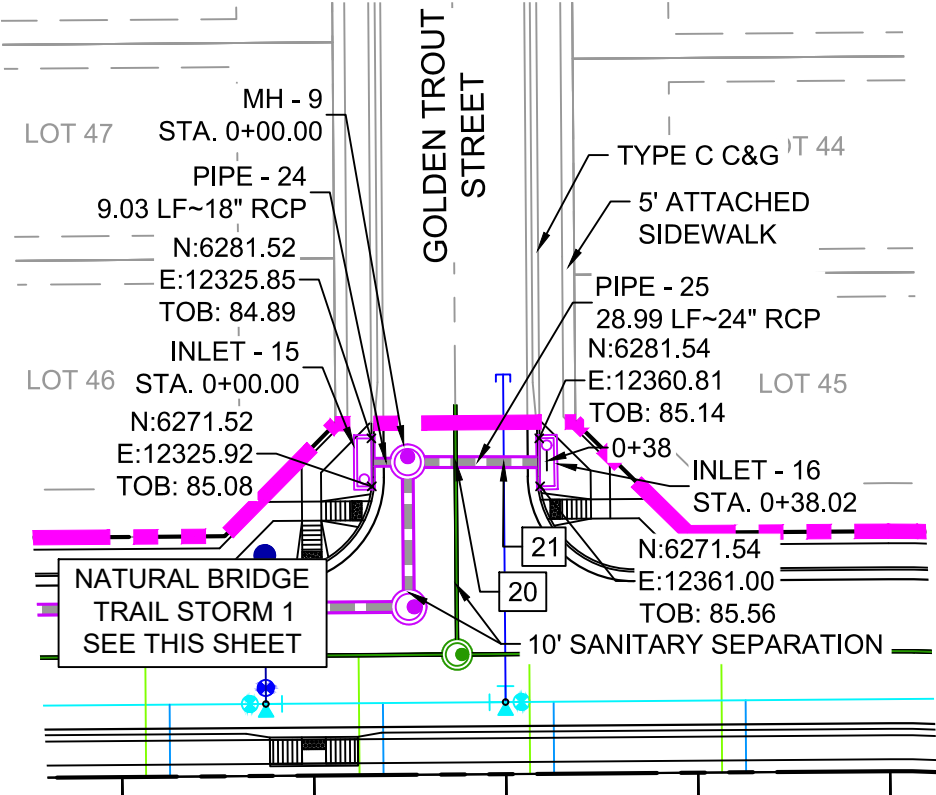 GOLDEN TROUT
STREET
MH - 9
STA. 0+00.00
LOT 47
PIPE - 24
9.03 LF~18" RCP
N:6281.52
E:12325.85
TOB: 84.89
INLET - 15
STA. 0+00.00
LOT 46
N:6271.52
E:12325.92
TOB: 85.08
TYPE C C&G
T 44
5' ATTACHED
SIDEWALK
PIPE - 25
28.99 LF~24" RCP
N:6281.54
E:12360.81
TOB: 85.14
LOT 45
0+38
INLET - 16
STA. 0+38.02
21
20
N:6271.54
E:12361.00
TOB: 85.56
10' SANITARY SEPARATION
NATURAL BRIDGE
TRAIL STORM 1
SEE THIS SHEET